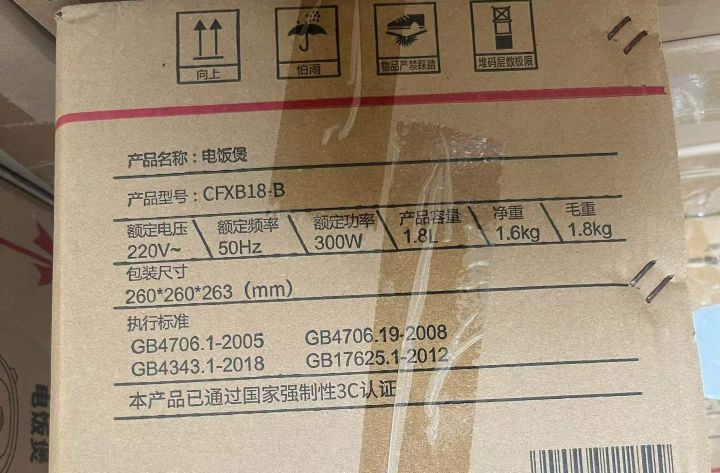 向上 怕雨 物品严禁踩踏 堆码层数极限
产品名称：电饭煲
产品型号：CFXB18-B
额定电压 额定频率 额定功率 产品容量 净重 毛重
220V~ 50Hz 300W 1.8L 1.6kg 1.8kg
包装尺寸
260*260*263（mm）
执行标准
GB4706.1-2005 GB4706.19-2008
GB4343.1-2018 GB17625.1-2012
本产品已通过国家强制性3C认证
电饭煲